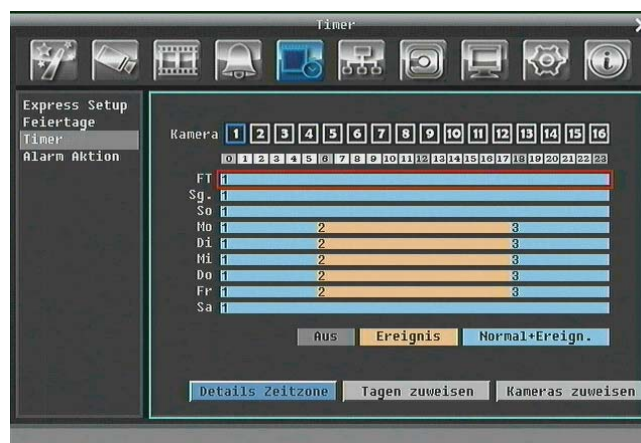 Timer
Express Setup
Feiertage
Timer
Alarm Aktion
Kamera 1 2 3 4 5 6 7 8 9 10 11 12 13 14 15 16
0 1 2 3 4 5 6 7 8 9 10 11 12 13 14 15 16 17 18 19 20 21 22 23
FT 1
Sg. 1
So 1
Mo 1 2 3
Di 1 2 3
Mi 1 2 3
Do 1 2 3
Fr 1 2 3
Sa 1
Aus Ereignis Normal+Ereign.
Details Zeitzone Tagen zuweisen Kameras zuweisen